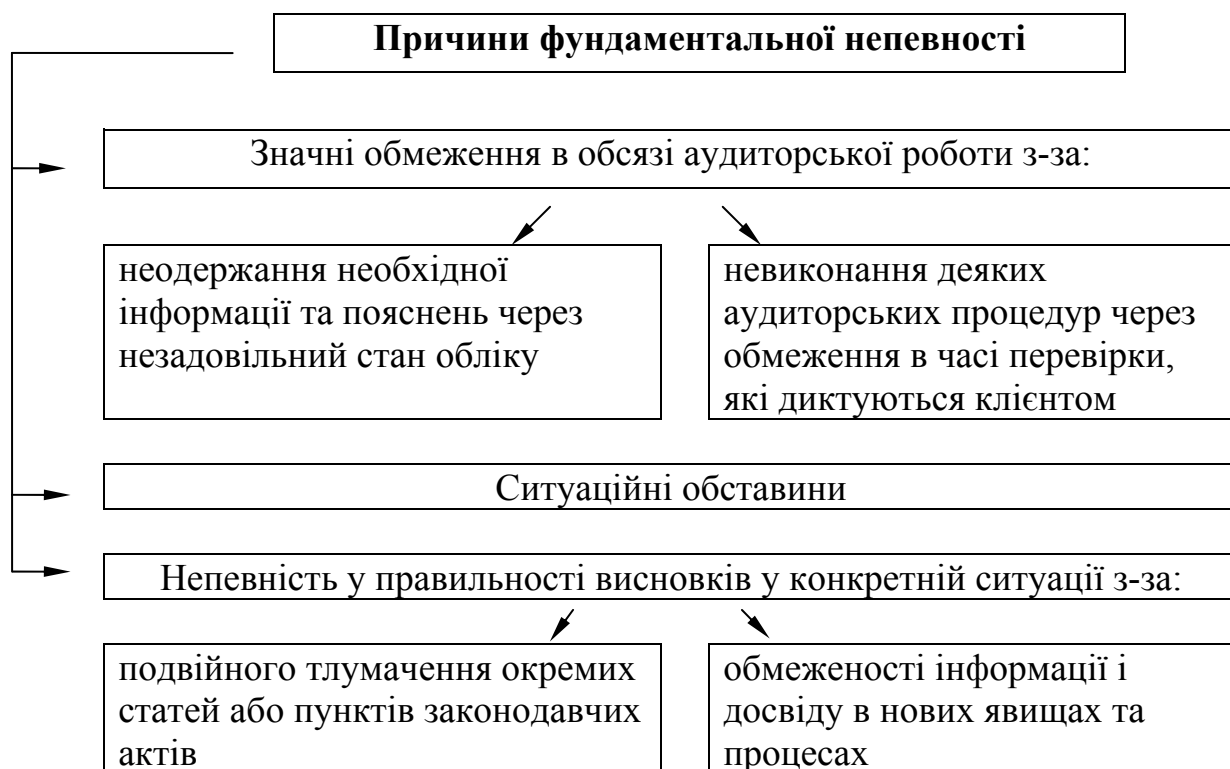 Причини фундаментальної непевності
Значні обмеження в обсязі аудиторської роботи з-за:
неодержання необхідної
інформації та пояснень через
незадовільний стан обліку
невиконання деяких
аудиторських процедур через
обмеження в часі перевірки,
які диктуються клієнтом
Ситуаційні обставини
Непевність у правильності висновків у конкретній ситуації з-за:
подвійного тлумачення окремих
статей або пунктів законодавчих
актів
обмеженості інформації і
досвіду в нових явищах та
процесах